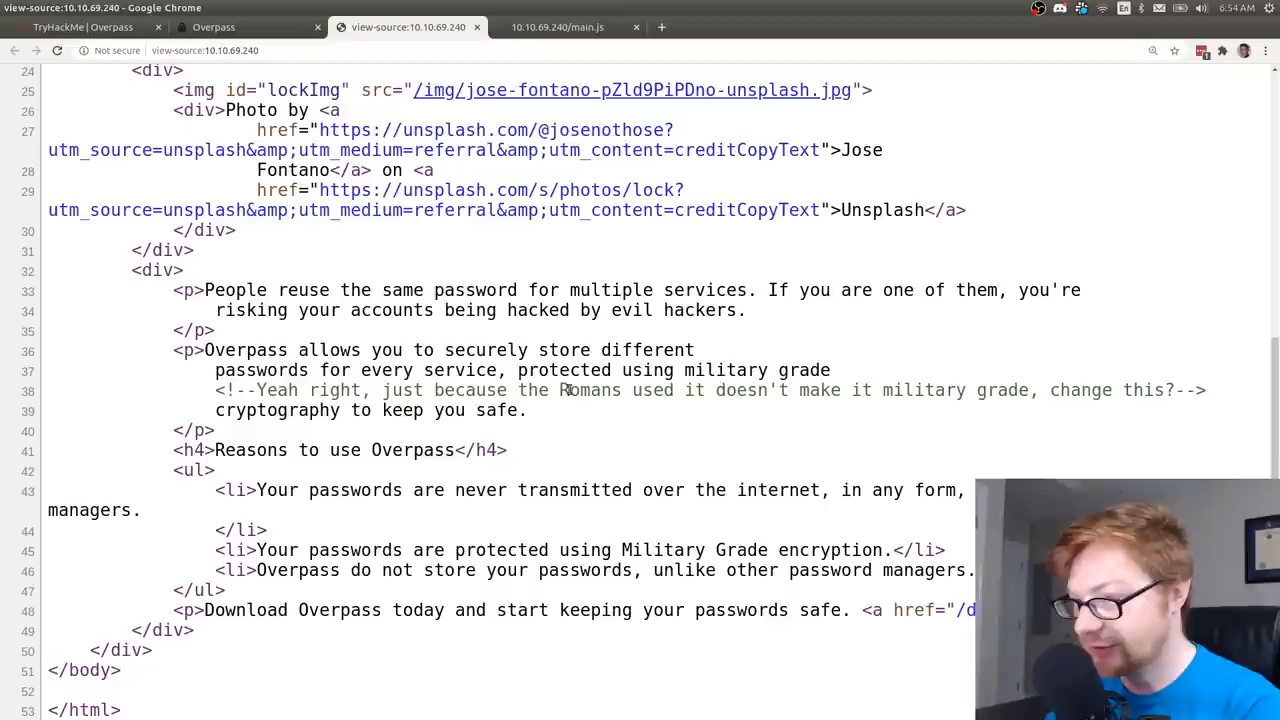 view-source:10.10.69.240 - Google Chrome
En
6:54 AM
TryHackMe | Overpass
Overpass
view-source:10.10.69.240
10.10.69.240/main.js
Not secure
view-source:10.10.69.240
24 <div>
25 <img id="lockImg" src="/img/jose-fontano-pZld9PiPDno-unsplash.jpg">
26 <div>Photo by <a
27 href="https://unsplash.com/@josenothose?
utm_source=unsplash&amp;utm_medium=referral&amp;utm_content=creditCopyText">Jose
28 Fontano</a> on <a
29 href="https://unsplash.com/s/photos/lock?
utm_source=unsplash&amp;utm_medium=referral&amp;utm_content=creditCopyText">Unsplash</a>
30 </div>
31 </div>
32 <div>
33 <p>People reuse the same password for multiple services. If you are one of them, you're
34 risking your accounts being hacked by evil hackers.
35 </p>
36 <p>Overpass allows you to securely store different
37 passwords for every service, protected using military grade
38 <!--Yeah right, just because the Romans used it doesn't make it military grade, change this?-->
39 cryptography to keep you safe.
40 </p>
41 <h4>Reasons to use Overpass</h4>
42 <ul>
43 <li>Your passwords are never transmitted over the internet, in any form,
managers.
44 </li>
45 <li>Your passwords are protected using Military Grade encryption.</li>
46 <li>Overpass do not store your passwords, unlike other password managers.
47 </ul>
48 <p>Download Overpass today and start keeping your passwords safe. <a href="/d
49 </div>
50 </div>
51 </body>
52
53 </html>